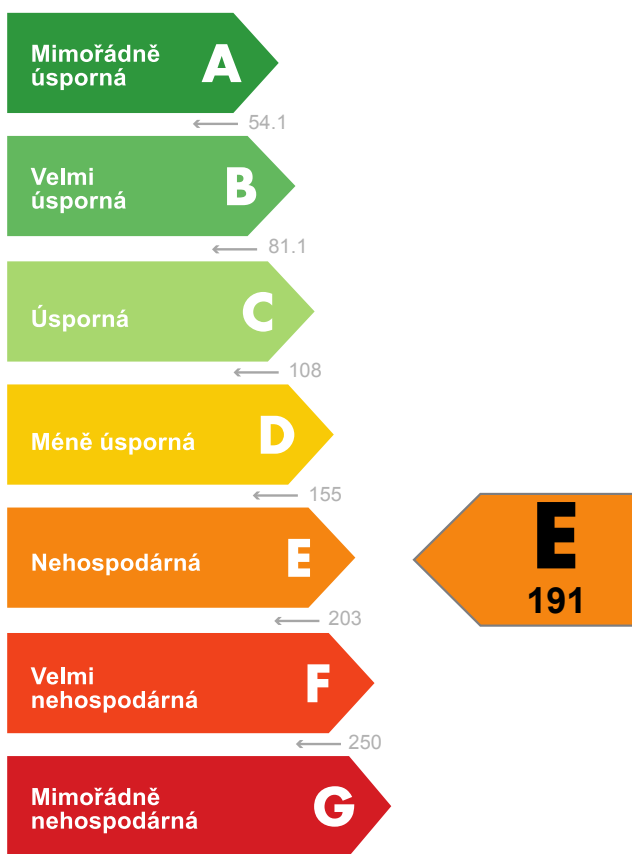 Mimořádně
úsporná
A
54.1
Velmi
úsporná
B
81.1
Úsporná
C
108
Méně úsporná
D
155
Nehospodárná
E
203
E
191
Velmi
nehospodárná
F
250
Mimořádně
nehospodárná
G